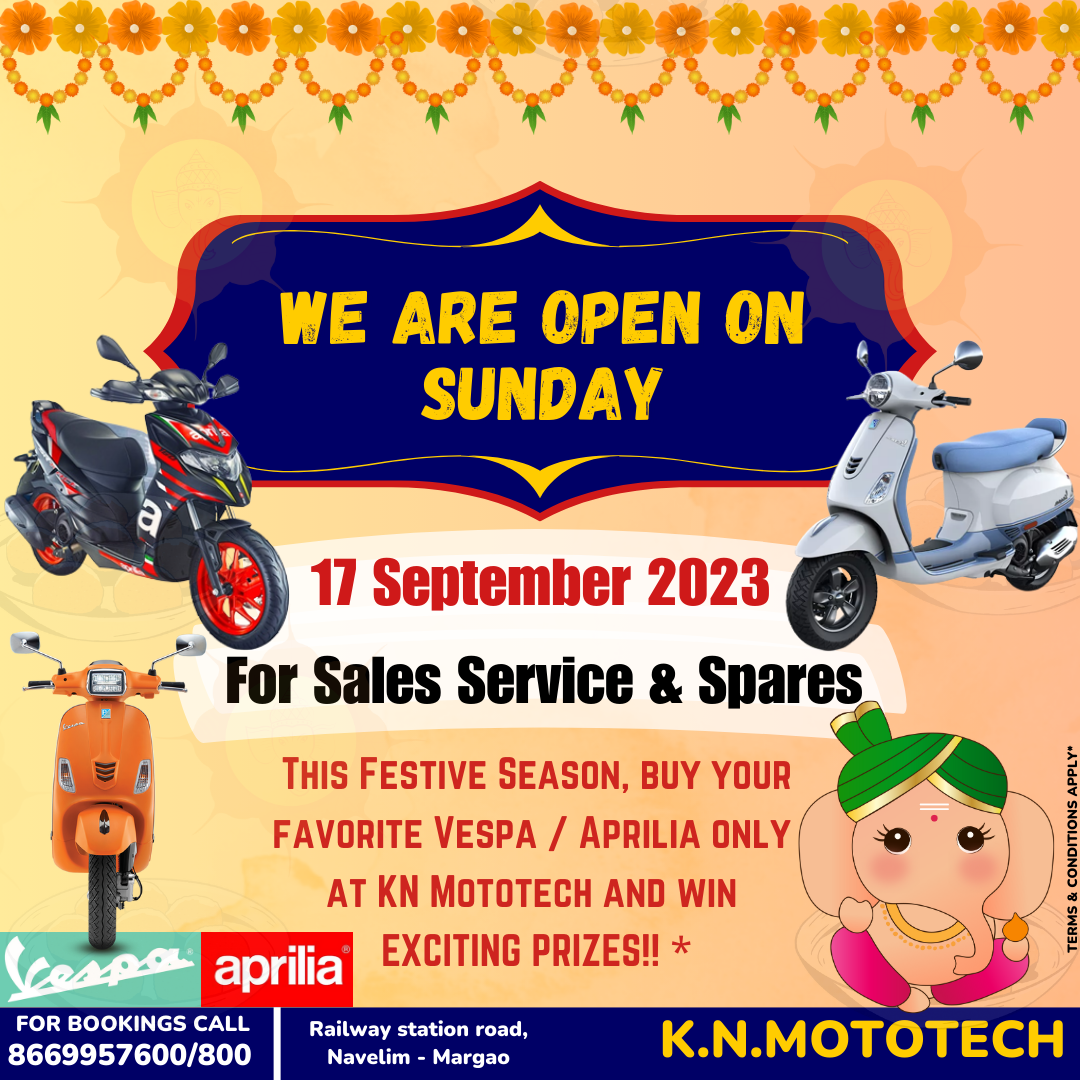 WE ARE OPEN ON
SUNDAY
17 September 2023
For Sales Service & Spares
THIS FESTIVE SEASON, BUY YOUR
FAVORITE VESPA / APRILIA ONLY
AT KN MOTOTECH AND WIN
EXCITING PRIZES!! *
TERMS & CONDITIONS APPLY*
Vespa
aprilia
FOR BOOKINGS CALL
8669957600/800
Railway station road,
Navelim - Margao
K.N.MOTOTECH